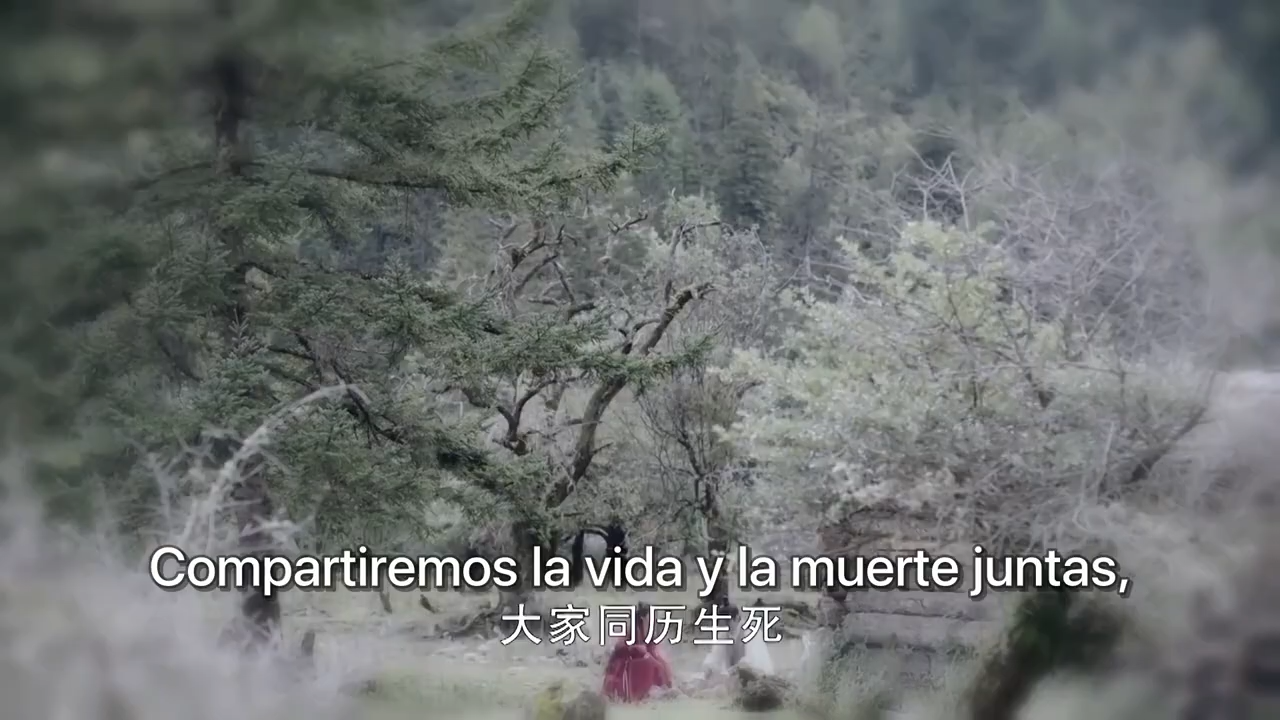 Compartiremos la vida y la muerte juntas,
大家同历生死